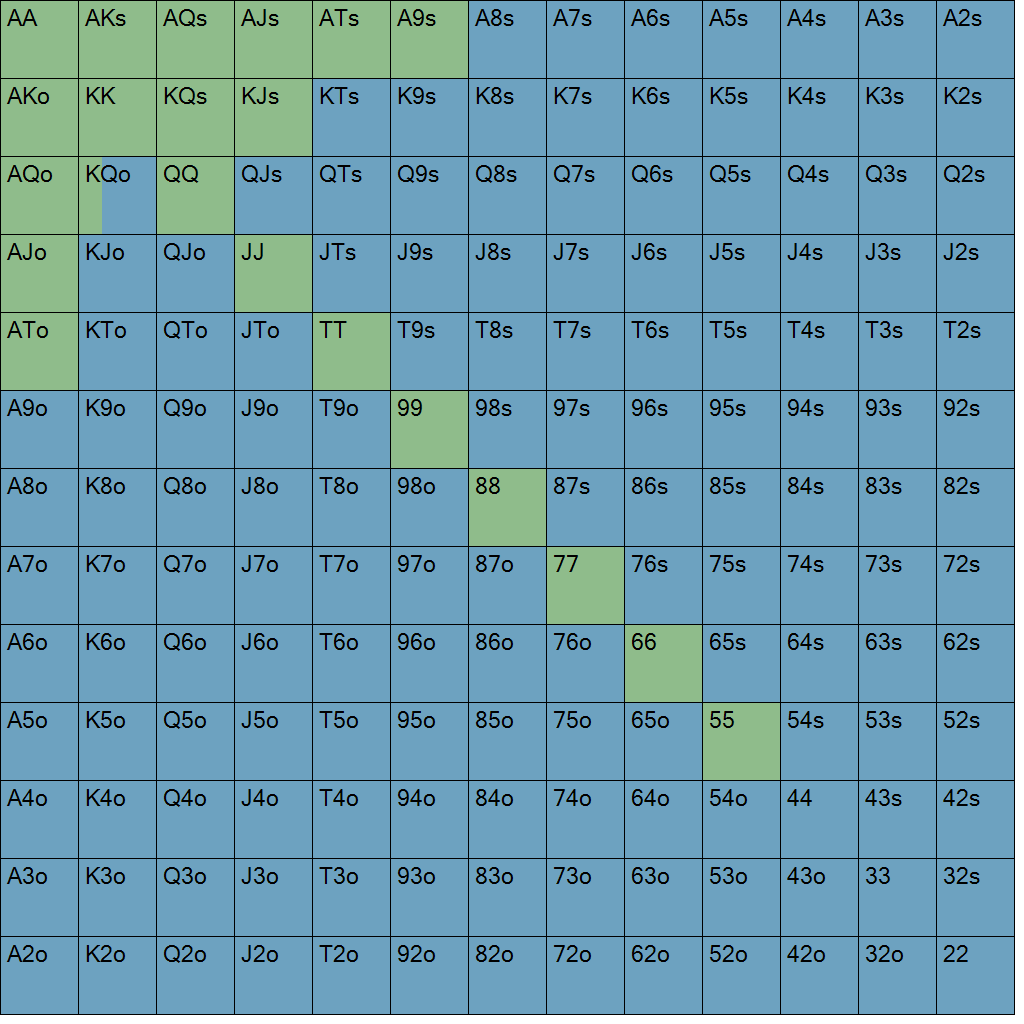 AA AKs AQs AJs ATs A9s A8s A7s A6s A5s A4s A3s A2s
AKo KK KQs KJs KTs K9s K8s K7s K6s K5s K4s K3s K2s
AQo KQo QQ QJs QTs Q9s Q8s Q7s Q6s Q5s Q4s Q3s Q2s
AJo KJo QJo JJ JTs J9s J8s J7s J6s J5s J4s J3s J2s
ATo KTo QTo JTo TT T9s T8s T7s T6s T5s T4s T3s T2s
A9o K9o Q9o J9o T9o 99 98s 97s 96s 95s 94s 93s 92s
A8o K8o Q8o J8o T8o 98o 88 87s 86s 85s 84s 83s 82s
A7o K7o Q7o J7o T7o 97o 87o 77 76s 75s 74s 73s 72s
A6o K6o Q6o J6o T6o 96o 86o 76o 66 65s 64s 63s 62s
A5o K5o Q5o J5o T5o 95o 85o 75o 65o 55 54s 53s 52s
A4o K4o Q4o J4o T4o 94o 84o 74o 64o 54o 44 43s 42s
A3o K3o Q3o J3o T3o 93o 83o 73o 63o 53o 43o 33 32s
A2o K2o Q2o J2o T2o 92o 82o 72o 62o 52o 42o 32o 22